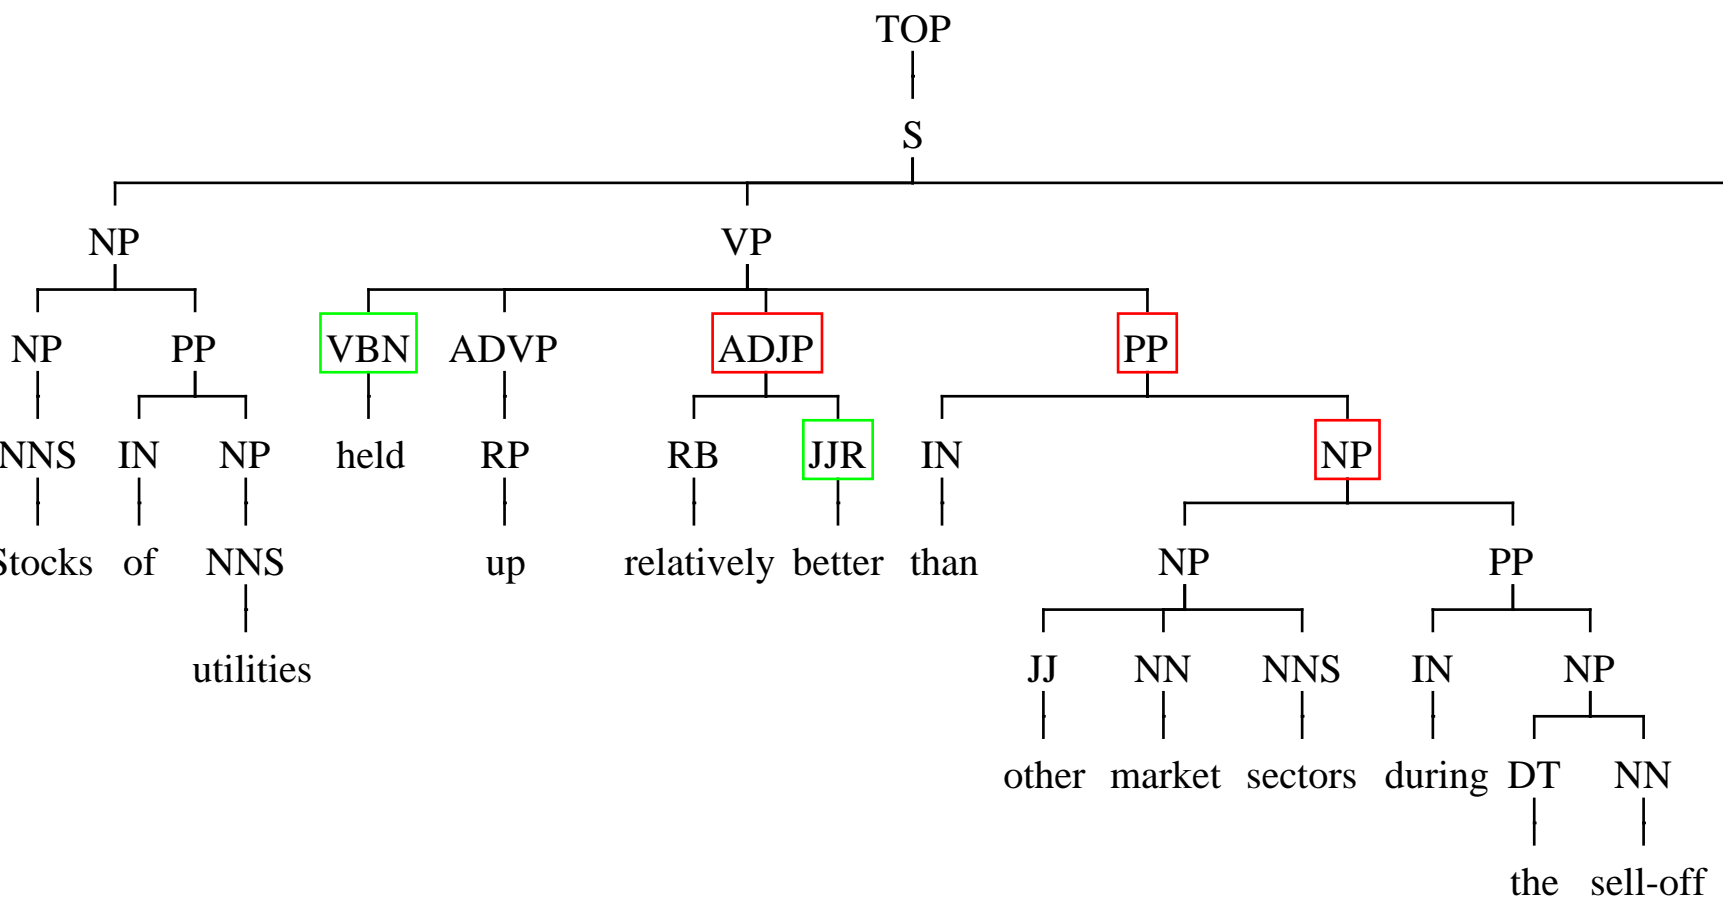 TOP
S
NP VP
NP PP VBN ADVP ADJP PP
NNS IN NP held RP RB JJR IN NP
Stocks of NNS up relatively better than NP PP
utilities JJ NN NNS IN NP
other market sectors during DT NN
the sell-off